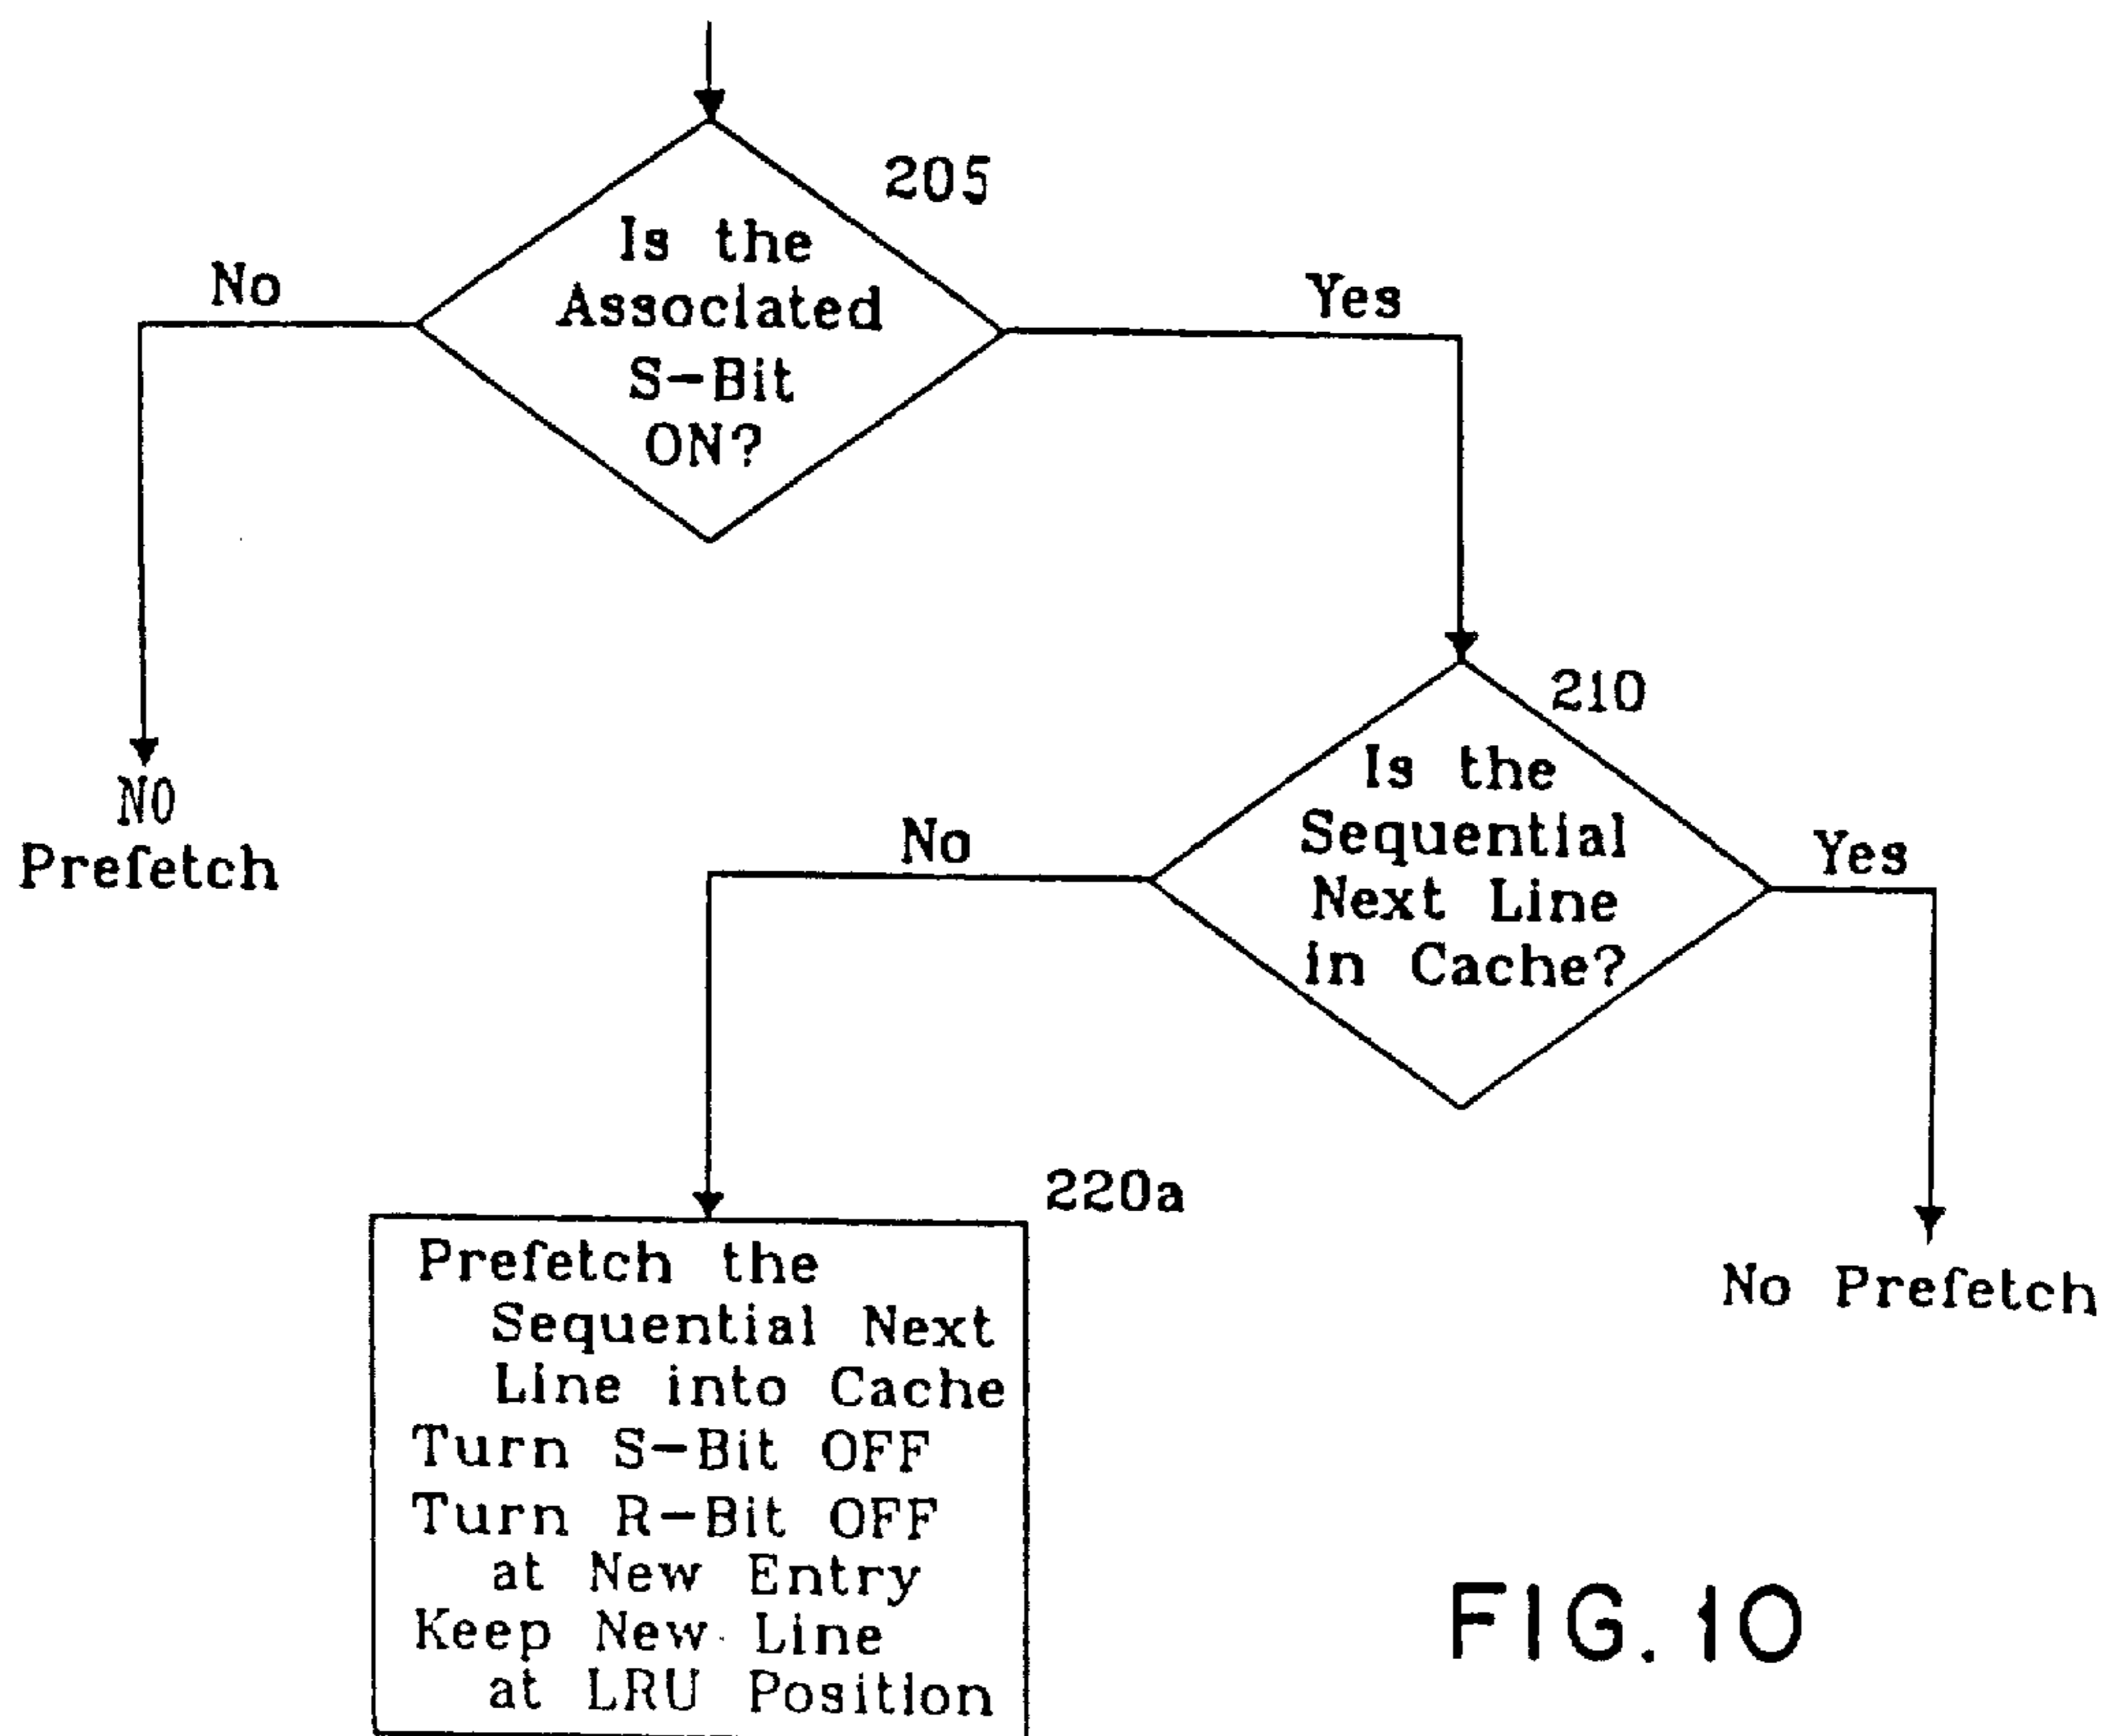 205
Is the
Associated
S-Bit
ON?
No
Yes
NO
Prefetch
210
Is the
Sequential
Next Line
in Cache?
No
Yes
No Prefetch
220a
Prefetch the
Sequential Next
Line into Cache
Turn S-Bit OFF
Turn R-Bit OFF
at New Entry
Keep New Line
at LRU Position
FIG. 10